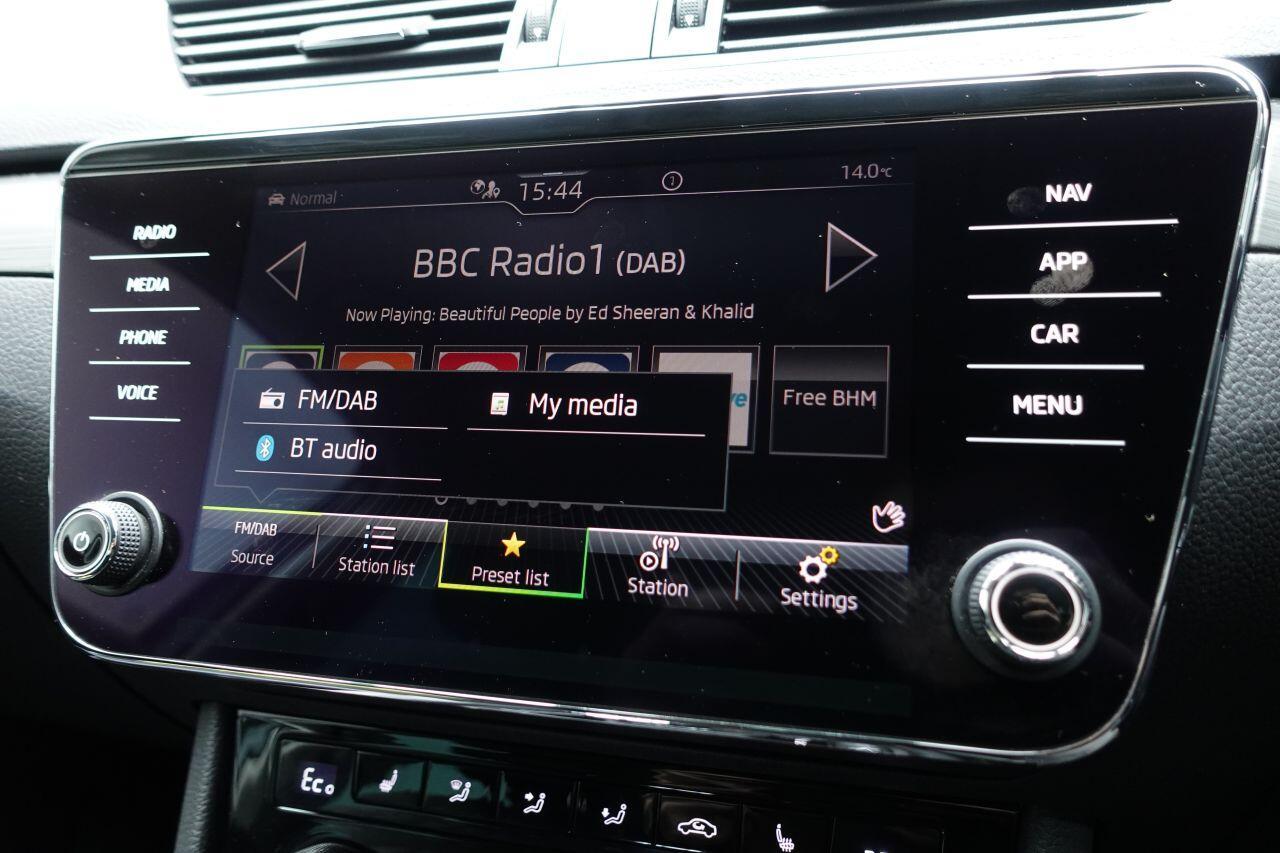 Normal
15:44
14.0°C
RADIO
MEDIA
PHONE
VOICE
BBC Radio1 (DAB)
Now Playing: Beautiful People by Ed Sheeran & Khalid
Free BHM
FM/DAB
My media
BT audio
FM/DAB
Source
Station list
Preset list
Station
Settings
NAV
APP
CAR
MENU
Eco